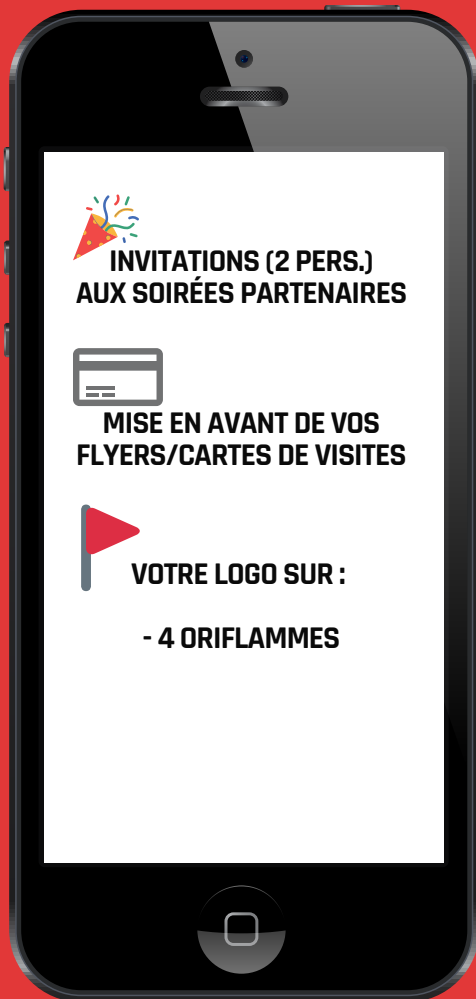 INVITATIONS (2 PERS.)
AUX SOIRÉES PARTENAIRES
MISE EN AVANT DE VOS
FLYERS/CARTES DE VISITES
VOTRE LOGO SUR :
- 4 ORIFLAMMES